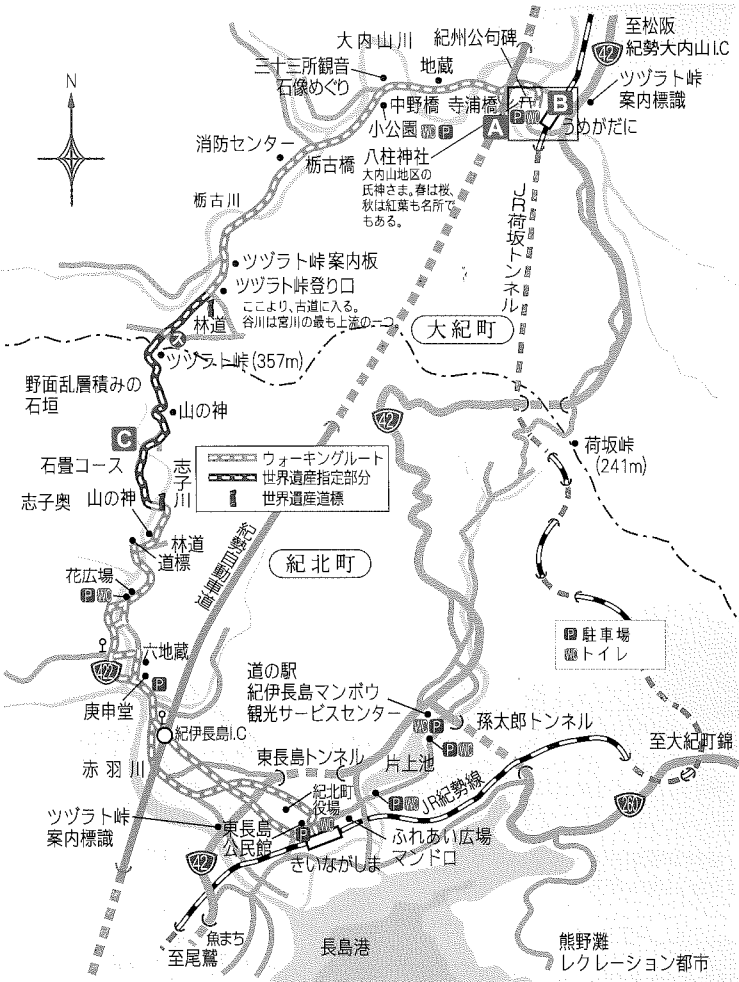 至松阪
紀勢大内山I.C
42
紀州公句碑
大内山川
三十三所観音
石像めぐり
地蔵
ツヅラト峠
案内標識
中野橋
寺浦橋
B
P WC
小公園 WC P
A
うめがだに
N
消防センター
栃古橋
八柱神社
大内山地区の
氏神さま。春は桜、
秋は紅葉も名所で
もある。
栃古川
JR荷坂トンネル
ツヅラト峠案内板
ツヅラト峠登り口
ここより、古道に入る。
谷川は宮川の最も上流の一つ。
林道
大紀町
ス
ツヅラト峠(357m)
野面乱層積みの
石垣
山の神
42
C
荷坂峠
(241m)
石畳コース
志子川
ウォーキングルート
世界遺産指定部分
世界遺産道標
志子奥
山の神
林道
道標
紀勢自動車道
紀北町
花広場
P WC
P 駐車場
WC トイレ
六地蔵
422
P
庚申堂
道の駅
紀伊長島マンボウ
観光サービスセンター
WC P
孫太郎トンネル
紀伊長島I.C
P WC
片上池
至大紀町錦
東長島トンネル
赤羽川
紀北町
役場
P WC
JR紀勢線
260
ツヅラト峠
案内標識
東長島
公民館
P WC
ふれあい広場
マンドロ
42
きいながしま
魚まち
至尾鷲
長島港
熊野灘
レクレーション都市